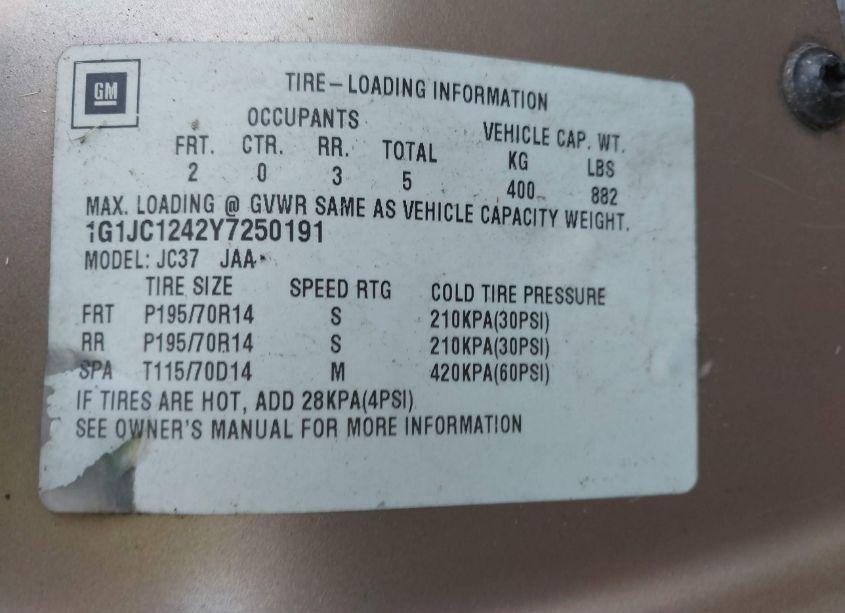 GM
TIRE-LOADING INFORMATION
OCCUPANTS VEHICLE CAP. WT.
FRT. CTR. RR. TOTAL KG LBS
2 0 3 5 400 882
MAX. LOADING @ GVWR SAME AS VEHICLE CAPACITY WEIGHT.
1G1JC1242Y7250191
MODEL: JC37 JAA
TIRE SIZE SPEED RTG COLD TIRE PRESSURE
FRT P195/70R14 S 210KPA(30PSI)
RR P195/70R14 S 210KPA(30PSI)
SPA T115/70D14 M 420KPA(60PSI)
IF TIRES ARE HOT, ADD 28KPA(4PSI)
SEE OWNER'S MANUAL FOR MORE INFORMATION